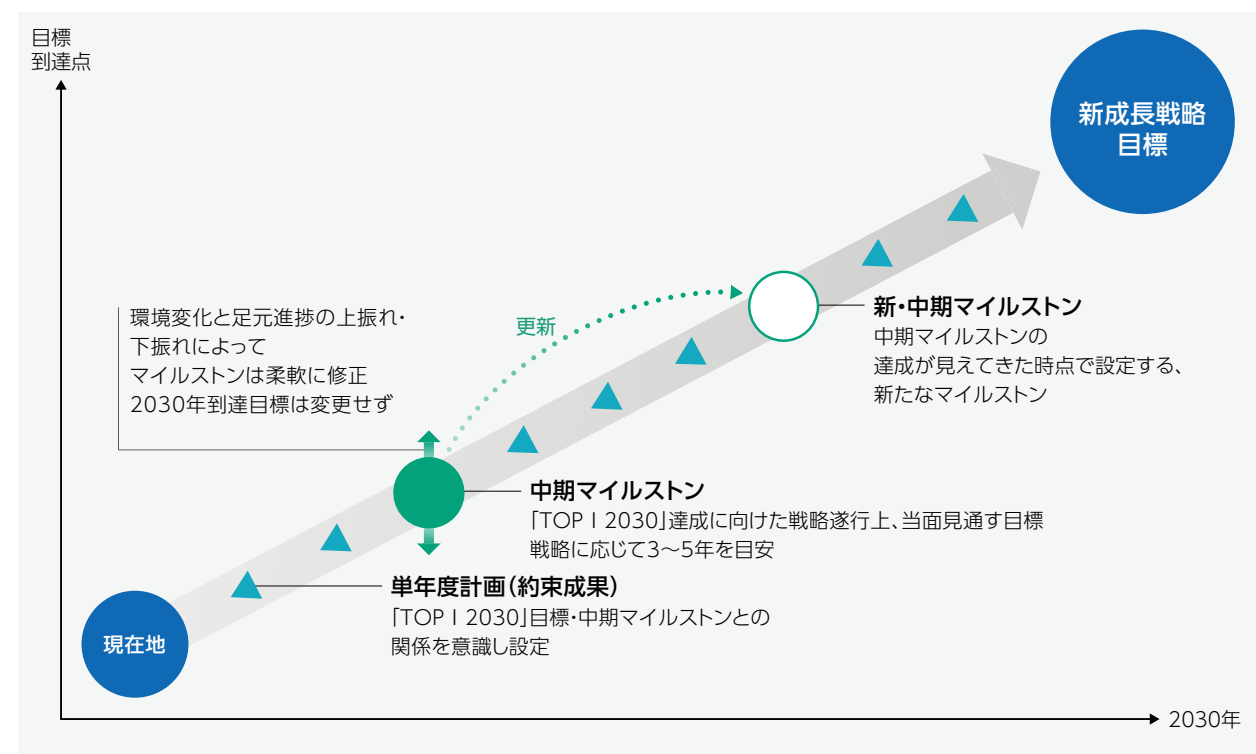 目標
到達点
新成長戦略
目標
環境変化と足元進捗の上振れ・
下振れによって
マイルストンは柔軟に修正
2030年到達目標は変更せず
更新
新・中期マイルストン
中期マイルストンの
達成が見えてきた時点で設定する、
新たなマイルストン
中期マイルストン
「TOP I 2030」達成に向けた戦略遂行上、当面見通す目標
戦略に応じて3〜5年を目安
単年度計画(約束成果)
「TOP I 2030」目標・中期マイルストンとの
関係を意識し設定
現在地
2030年